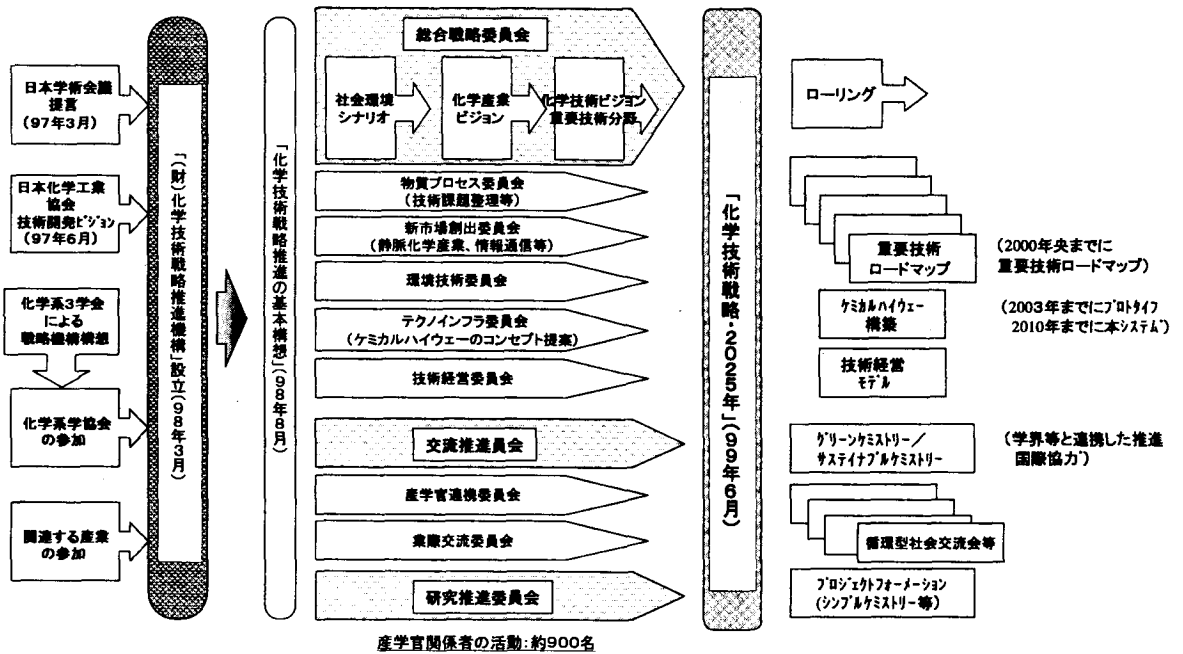 日本学術会議
提言
(97年3月)
日本化学工業
協会
技術開発ビジョン
(97年6月)
化学系3学会
による
戦略機構構想
化学系学協会
の参加
関連する産業
の参加
「(財)化学技術戦略推進機構」設立(98年3月)
「化学技術戦略推進の基本構想」(98年8月)
総合戦略委員会
社会環境
シナリオ
化学産業
ビジョン
化学技術ビジョン
重要技術分野
物質プロセス委員会
(技術課題整理等)
新市場創出委員会
(静脈化学産業、情報通信等)
環境技術委員会
テクノインフラ委員会
(ケミカルハイウェーのコンセプト提案)
技術経営委員会
交流推進員会
産学官連携委員会
業際交流委員会
研究推進委員会
産学官関係者の活動:約900名
「化学技術戦略・2025年」(99年6月)
ローリング
重要技術
ロードマップ
(2000年央までに
重要技術ロードマップ)
ケミカルハイウェー
構築
(2003年までにプロトタイプ
2010年までに本システム)
技術経営
モデル
グリーンケミストリー/
サステイナブルケミストリー
(学界等と連携した推進
国際協力)
循環型社会交流会等
プロジェクトフォーメーション
(シンプルケミストリー等)